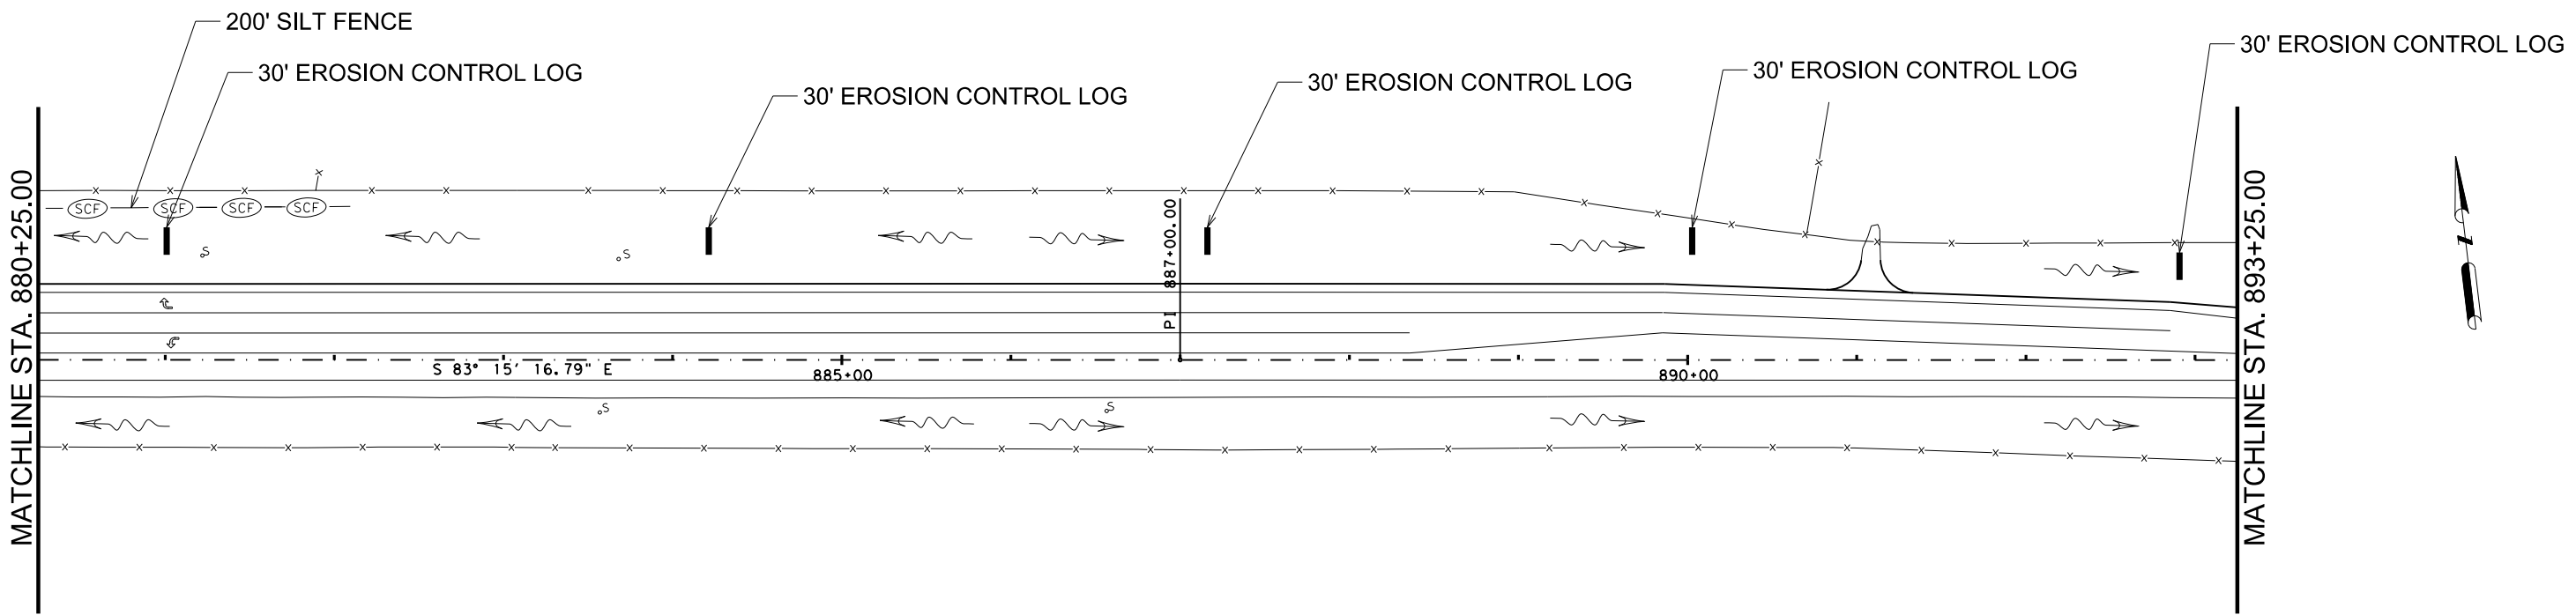 200' SILT FENCE
30' EROSION CONTROL LOG
30' EROSION CONTROL LOG
30' EROSION CONTROL LOG
30' EROSION CONTROL LOG
30' EROSION CONTROL LOG
MATCHLINE STA. 880+25.00
SCF
SCF
SCF
SCF
S
S
PI 887+00.00
S 83° 15' 16.79" E
885+00
890+00
S
S
MATCHLINE STA. 893+25.00